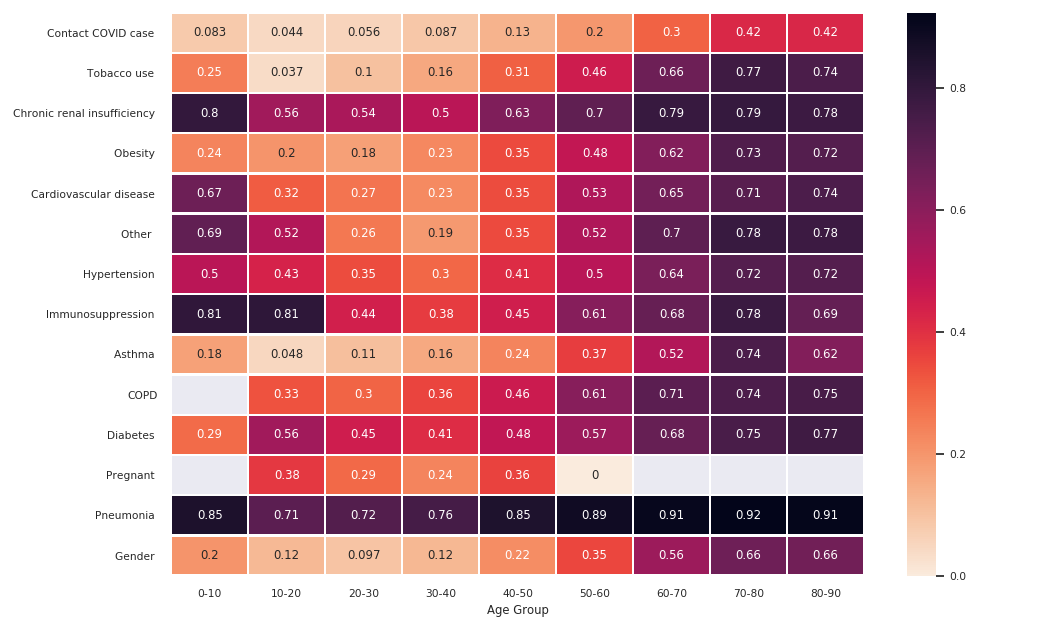 Contact COVID case 0.083 0.044 0.056 0.087 0.13 0.2 0.3 0.42 0.42
Tobacco use 0.25 0.037 0.1 0.16 0.31 0.46 0.66 0.77 0.74
Chronic renal insufficiency 0.8 0.56 0.54 0.5 0.63 0.7 0.79 0.79 0.78
Obesity 0.24 0.2 0.18 0.23 0.35 0.48 0.62 0.73 0.72
Cardiovascular disease 0.67 0.32 0.27 0.23 0.35 0.53 0.65 0.71 0.74
Other 0.69 0.52 0.26 0.19 0.35 0.52 0.7 0.78 0.78
Hypertension 0.5 0.43 0.35 0.3 0.41 0.5 0.64 0.72 0.72
Immunosuppression 0.81 0.81 0.44 0.38 0.45 0.61 0.68 0.78 0.69
Asthma 0.18 0.048 0.11 0.16 0.24 0.37 0.52 0.74 0.62
COPD 0.33 0.3 0.36 0.46 0.61 0.71 0.74 0.75
Diabetes 0.29 0.56 0.45 0.41 0.48 0.57 0.68 0.75 0.77
Pregnant 0.38 0.29 0.24 0.36 0
Pneumonia 0.85 0.71 0.72 0.76 0.85 0.89 0.91 0.92 0.91
Gender 0.2 0.12 0.097 0.12 0.22 0.35 0.56 0.66 0.66
0-10 10-20 20-30 30-40 40-50 50-60 60-70 70-80 80-90
Age Group
0.8
0.6
0.4
0.2
0.0